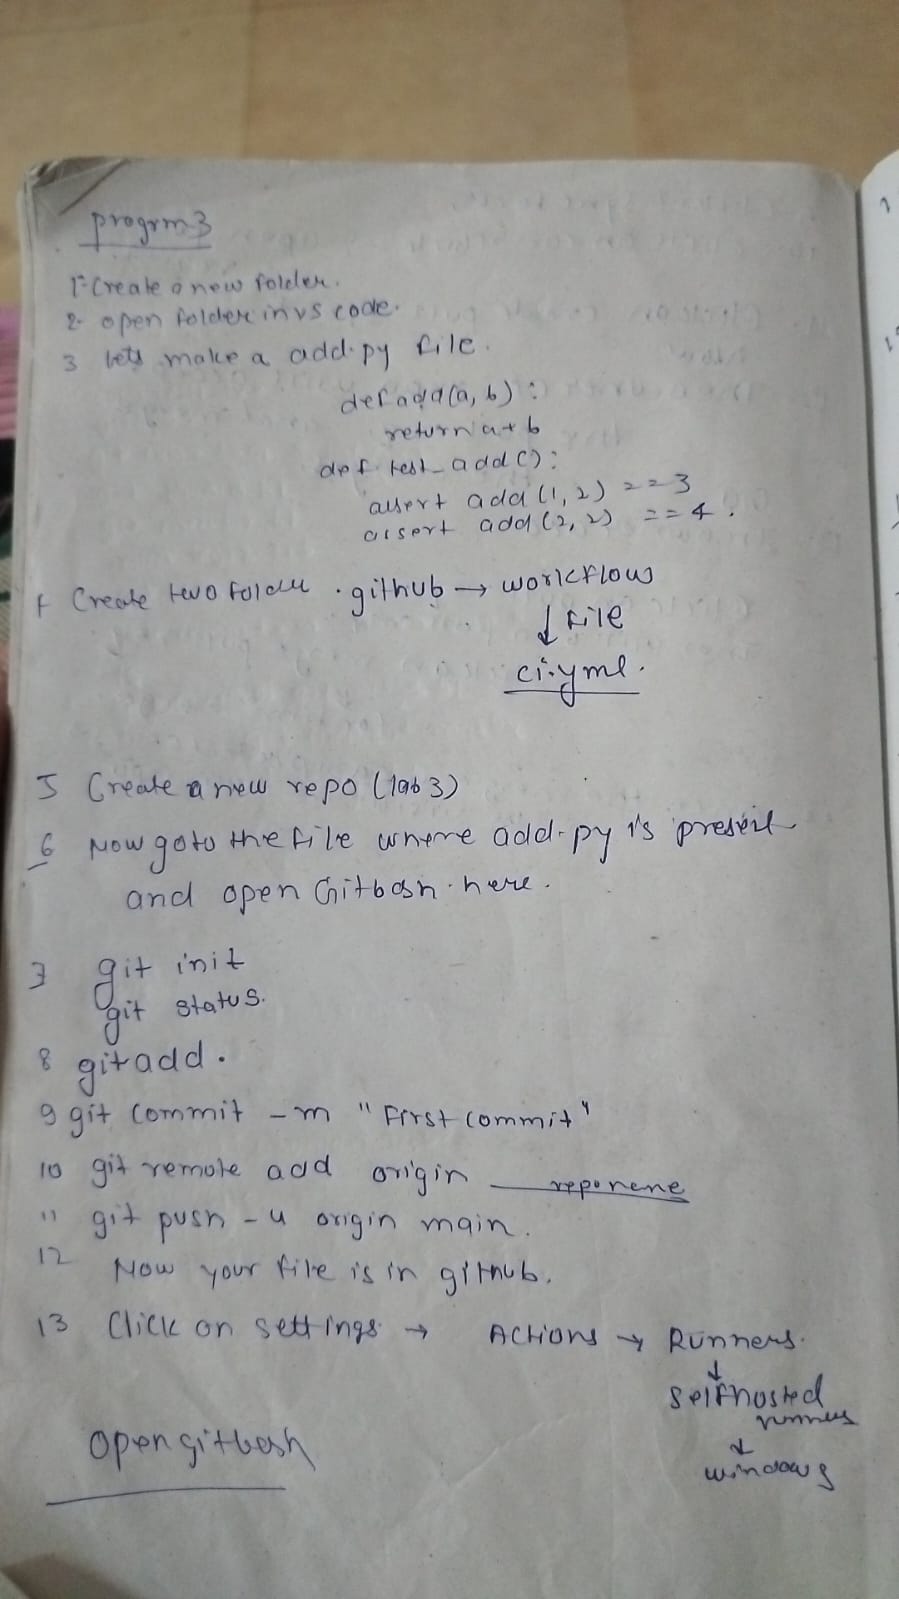 progrm3
1- Create a new folder.
2- open folder in vs code.
3 lets make a add.py file.
def add(a, b):
return a+b
def test_add():
assert add (1, 2) == 3
assert add (2, 2) == 4.
Create two folder .github → workflow
↓ file
ci.yml.
5 Create a new repo (lab 3)
6 Now goto the file where add.py is present
and open Gitbash here.
7 git init
git status.
8 git add .
9 git commit -m "First commit"
10 git remote add origin ___reponene
11 git push -u origin main.
12 Now your file is in github.
13 Click on settings → Actions → Runners.
↓
Selfhosted
runners
↓
windows
Open gitbash